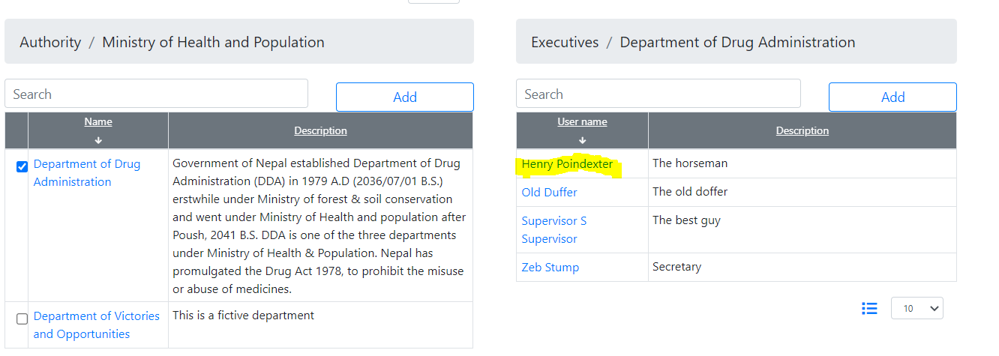 Authority / Ministry of Health and Population
Search
Add
Name
Description
Department of Drug
Administration
Government of Nepal established Department of Drug
Administration (DDA) in 1979 A.D (2036/07/01 B.S.)
erstwhile under Ministry of forest & soil conservation
and went under Ministry of Health and population after
Poush, 2041 B.S. DDA is one of the three departments
under Ministry of Health & Population. Nepal has
promulgated the Drug Act 1978, to prohibit the misuse
or abuse of medicines.
Department of Victories
and Opportunities
This is a fictive department
Executives / Department of Drug Administration
Search
Add
User name
Description
Henry Poindexter
The horseman
Old Duffer
The old doffer
Supervisor S
Supervisor
The best guy
Zeb Stump
Secretary
10